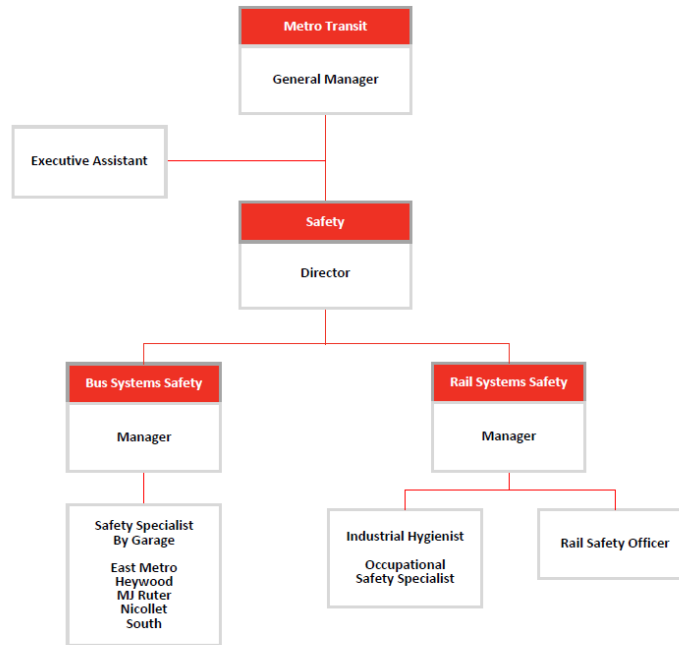 Metro Transit
General Manager
Executive Assistant
Safety
Director
Bus Systems Safety
Manager
Rail Systems Safety
Manager
Safety Specialist
By Garage
East Metro
Heywood
MJ Ruter
Nicollet
South
Industrial Hygienist
Occupational
Safety Specialist
Rail Safety Officer